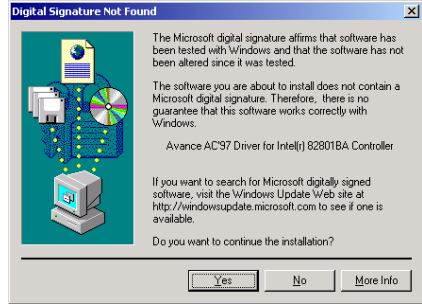 Digital Signature Not Found
The Microsoft digital signature affirms that software has
been tested with Windows and that the software has not
been altered since it was tested.
The software you are about to install does not contain a
Microsoft digital signature. Therefore, there is no
guarantee that this software works correctly with
Windows.
Avance AC'97 Driver for Intel(r) 82801BA Controller
If you want to search for Microsoft digitally signed
software, visit the Windows Update Web site at
http://windowsupdate.microsoft.com to see if one is
available.
Do you want to continue the installation?
Yes No More Info